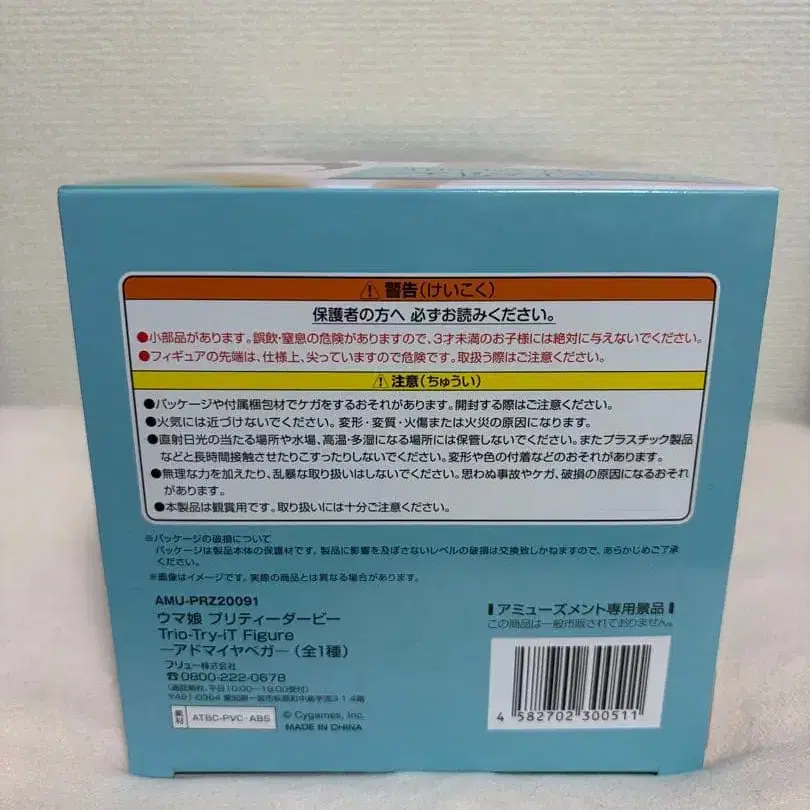 ⚠警告(けいこく)
保護者の方へ 必ずお読みください。
●小部品があります。誤飲・窒息の危険がありますので、3才未満のお子様には絶対に与えないでください。
●フィギュアの先端は、仕様上、尖っていますので危険です。取扱う際はご注意ください。
⚠注意(ちゅうい)
●パッケージや付属梱包材でケガをするおそれがあります。開封する際はご注意ください。
●火気には近づけないでください。変形・変質・火傷または火災の原因になります。
●直射日光の当たる場所や水場、高温・多湿になる場所には保管しないでください。またプラスチック製品
などと長時間接触させたりこすったりしないでください。変形や色の付着などのおそれがあります。
●無理な力を加えたり、乱暴な取り扱いはしないでください。思わぬ事故やケガ、破損の原因になるおそれ
があります。
●本製品は観賞用です。取り扱いには十分ご注意ください。
※パッケージの破損について
パッケージは製品本体の保護材です。製品に影響を及ぼさないレベルの破損は交換致しかねますので、あらかじめご了承
ください。
※画像はイメージです。実際の商品とは異なる場合があります。
AMU-PRZ20091
ウマ娘 プリティーダービー
Trio-Try-iT Figure
―アドマイヤベガ―(全1種)
フリュー株式会社
☎0800-222-0678
(通話無料、平日10:00~18:00受付)
素材 ATBC-PVC・ABS
© Cygames, Inc.
MADE IN CHINA
アミューズメント専用景品
この商品は一般市販されておりません。
4 582702 300511